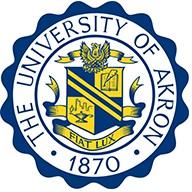 THE UNIVERSITY OF AKRON
FIAT LUX
1870